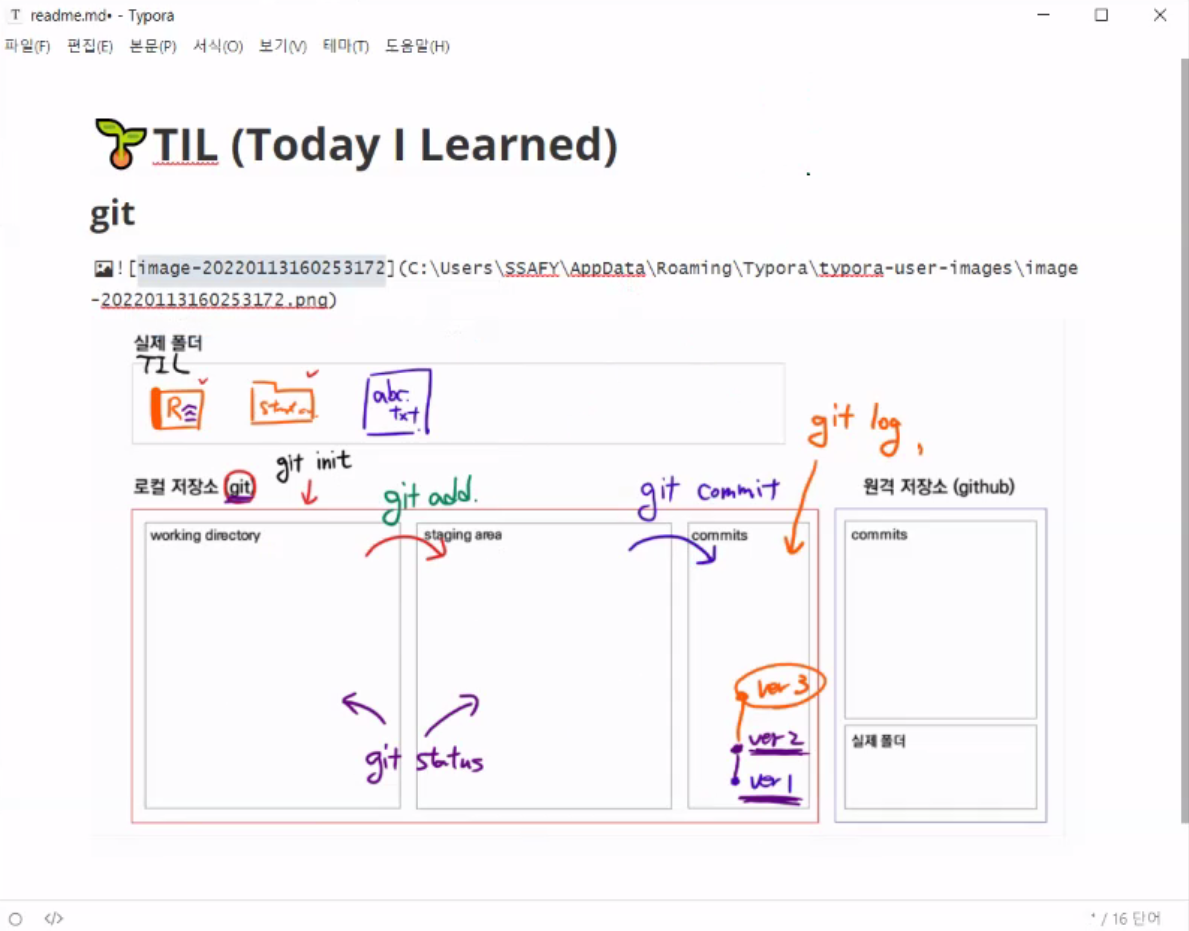 readme.md• - Typora
파일(F) 편집(E) 본문(P) 서식(O) 보기(V) 테마(T) 도움말(H)
TIL (Today I Learned)
git
![image-20220113160253172](C:\Users\SSAFY\AppData\Roaming\Typora\typora-user-images\image
-20220113160253172.png)
실제 폴더
TIL
R
abc.
txt
git log,
git init
로컬 저장소 (git)
git add.
git commit
원격 저장소 (github)
working directory
staging area
commits
commits
ver 3
ver 2
실제 폴더
git status
ver 1
* / 16 단어